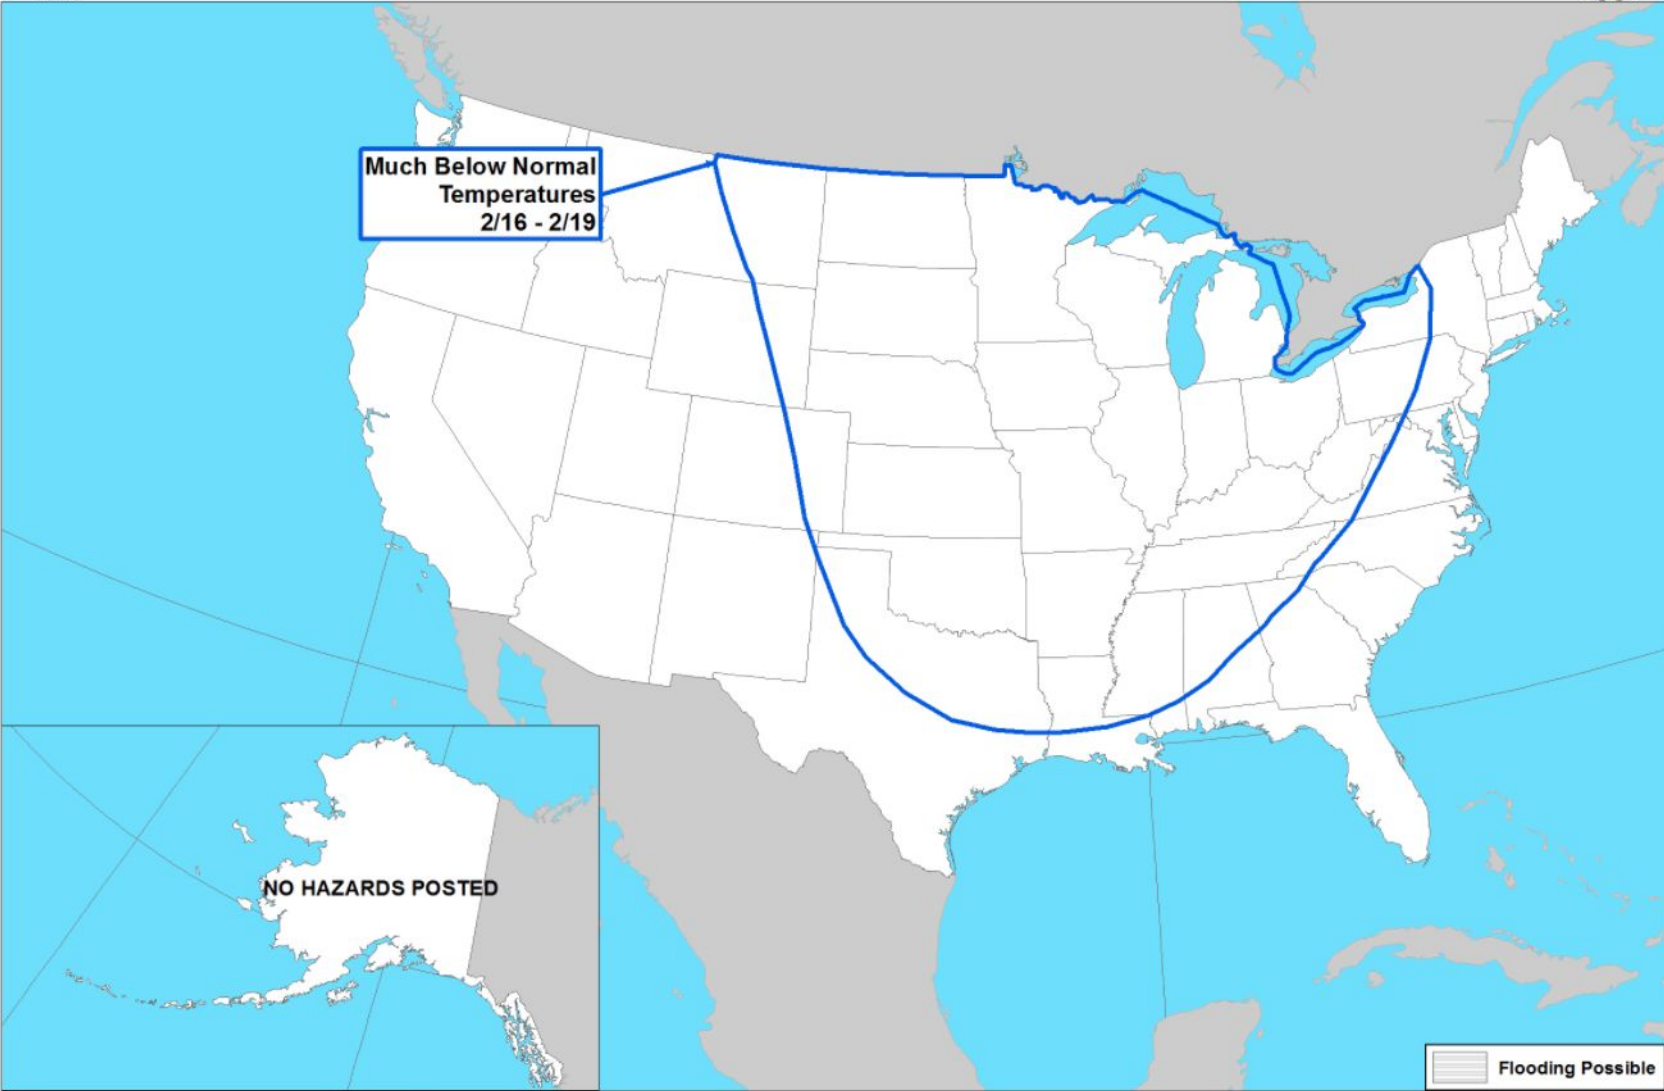 Much Below Normal
Temperatures
2/16 - 2/19
NO HAZARDS POSTED
Flooding Possible